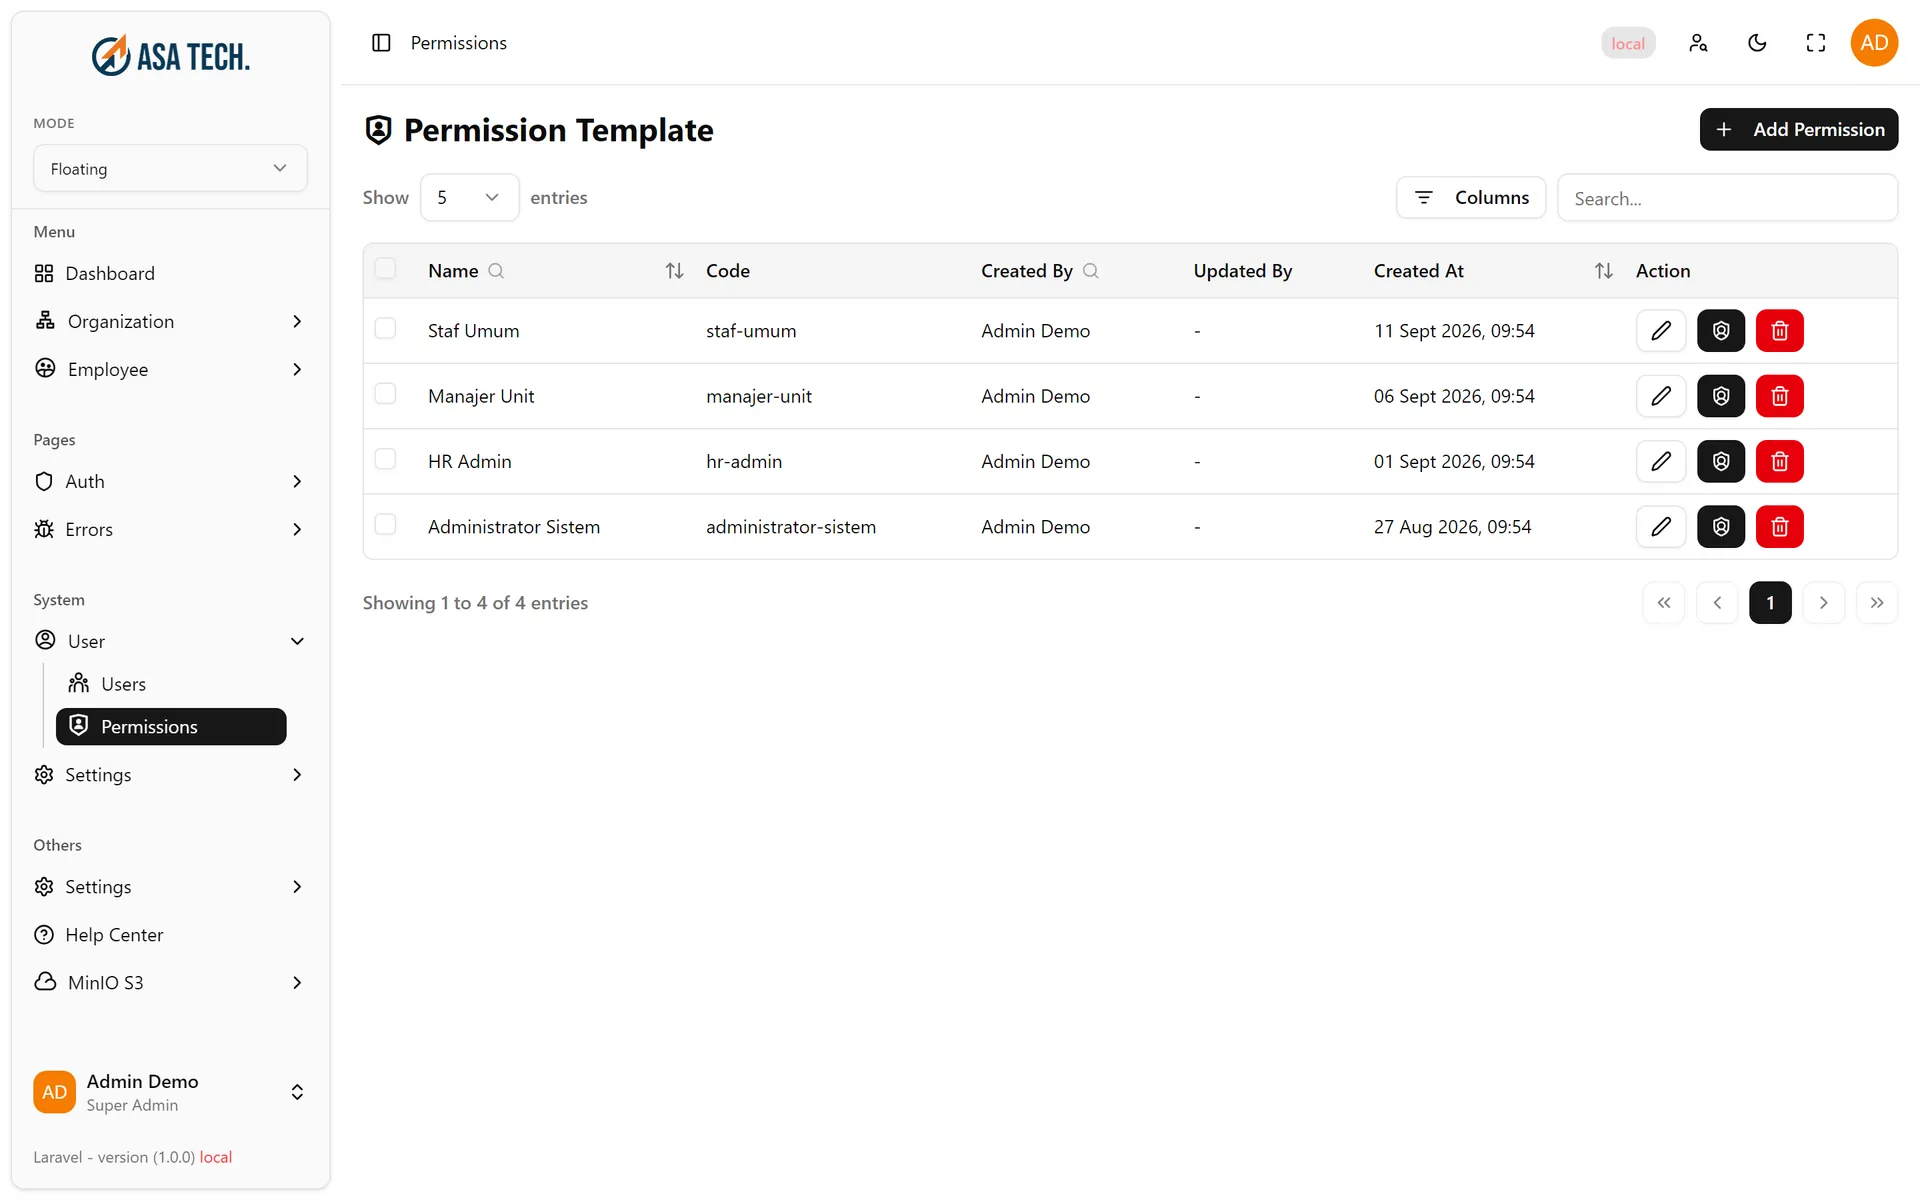 ASA TECH.
MODE
Floating
Menu
Dashboard
Organization
Employee
Pages
Auth
Errors
System
User
Users
Permissions
Settings
Others
Settings
Help Center
MinIO S3
AD
Admin Demo
Super Admin
Laravel - version (1.0.0) local
Permissions
local
AD
Permission Template
Add Permission
Show 5 entries
Columns
Search...
Name Code Created By Updated By Created At Action
Staf Umum staf-umum Admin Demo - 11 Sept 2026, 09:54
Manajer Unit manajer-unit Admin Demo - 06 Sept 2026, 09:54
HR Admin hr-admin Admin Demo - 01 Sept 2026, 09:54
Administrator Sistem administrator-sistem Admin Demo - 27 Aug 2026, 09:54
Showing 1 to 4 of 4 entries
1